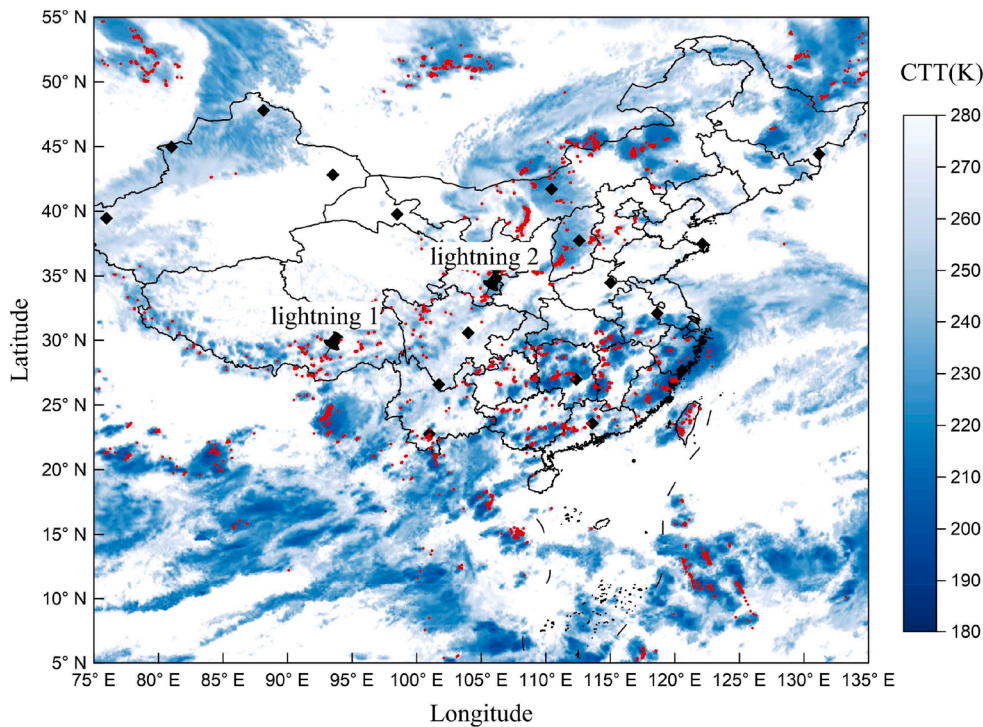 55° N
50° N
45° N
40° N
35° N
30° N
25° N
20° N
15° N
10° N
5° N
Latitude
lightning 2
lightning 1
75° E 80° E 85° E 90° E 95° E 100° E 105° E 110° E 115° E 120° E 125° E 130° E 135° E
Longitude
CTT(K)
280
270
260
250
240
230
220
210
200
190
180